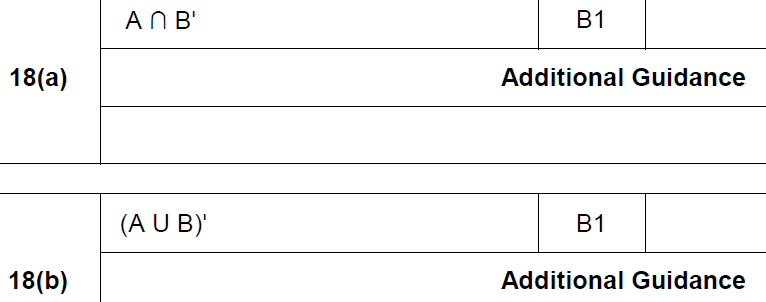 A ∩ B' B1
18(a)
Additional Guidance
(A U B)' B1
18(b)
Additional Guidance